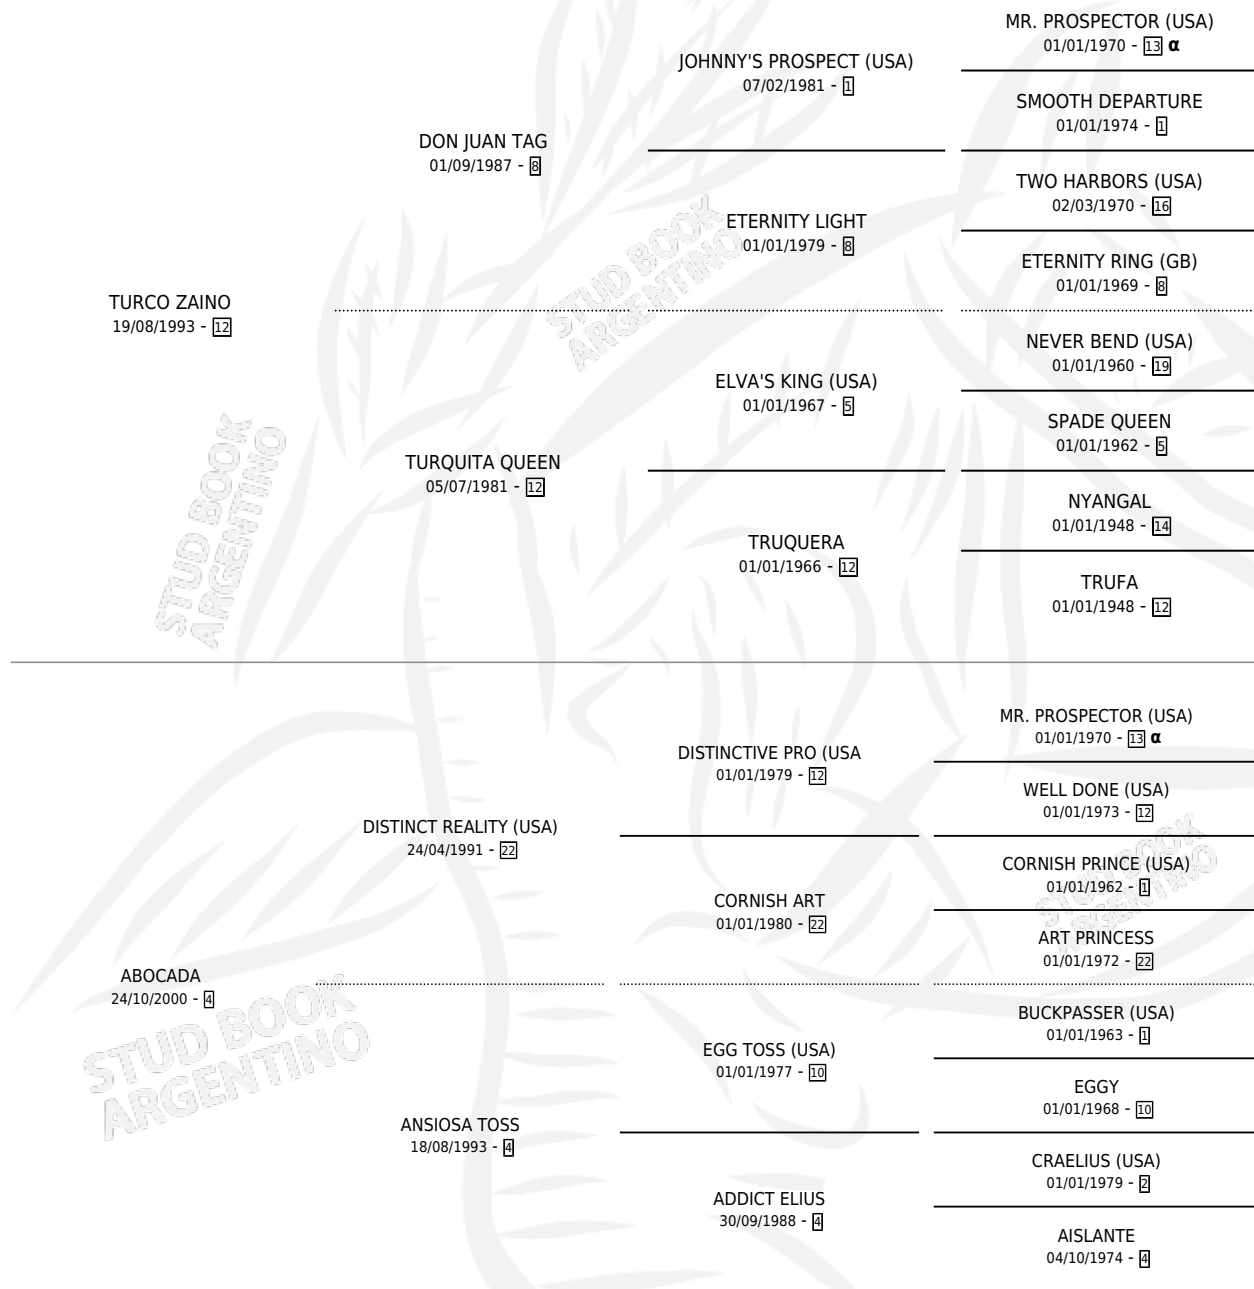 MR. PROSPECTOR (USA)
01/01/1970 - 13 α
JOHNNY'S PROSPECT (USA)
07/02/1981 - 1
SMOOTH DEPARTURE
01/01/1974 - 1
DON JUAN TAG
01/09/1987 - 8
TWO HARBORS (USA)
02/03/1970 - 16
ETERNITY LIGHT
01/01/1979 - 8
ETERNITY RING (GB)
01/01/1969 - 8
TURCO ZAINO
19/08/1993 - 12
NEVER BEND (USA)
01/01/1960 - 19
ELVA'S KING (USA)
01/01/1967 - 5
SPADE QUEEN
01/01/1962 - 5
TURQUITA QUEEN
05/07/1981 - 12
NYANGAL
01/01/1948 - 14
TRUQUERA
01/01/1966 - 12
TRUFA
01/01/1948 - 12
MR. PROSPECTOR (USA)
01/01/1970 - 13 α
DISTINCTIVE PRO (USA
01/01/1979 - 12
WELL DONE (USA)
01/01/1973 - 12
DISTINCT REALITY (USA)
24/04/1991 - 22
CORNISH PRINCE (USA)
01/01/1962 - 1
CORNISH ART
01/01/1980 - 22
ART PRINCESS
01/01/1972 - 22
ABOCADA
24/10/2000 - 4
BUCKPASSER (USA)
01/01/1963 - 1
EGG TOSS (USA)
01/01/1977 - 10
EGGY
01/01/1968 - 10
ANSIOSA TOSS
18/08/1993 - 4
CRAELIUS (USA)
01/01/1979 - 2
ADDICT ELIUS
30/09/1988 - 4
AISLANTE
04/10/1974 - 4
STUD BOOK
ARGENTINO
STUD BOOK
ARGENTINO
STUD BOOK
ARGENTINO
STUD BOOK
ARGENTINO